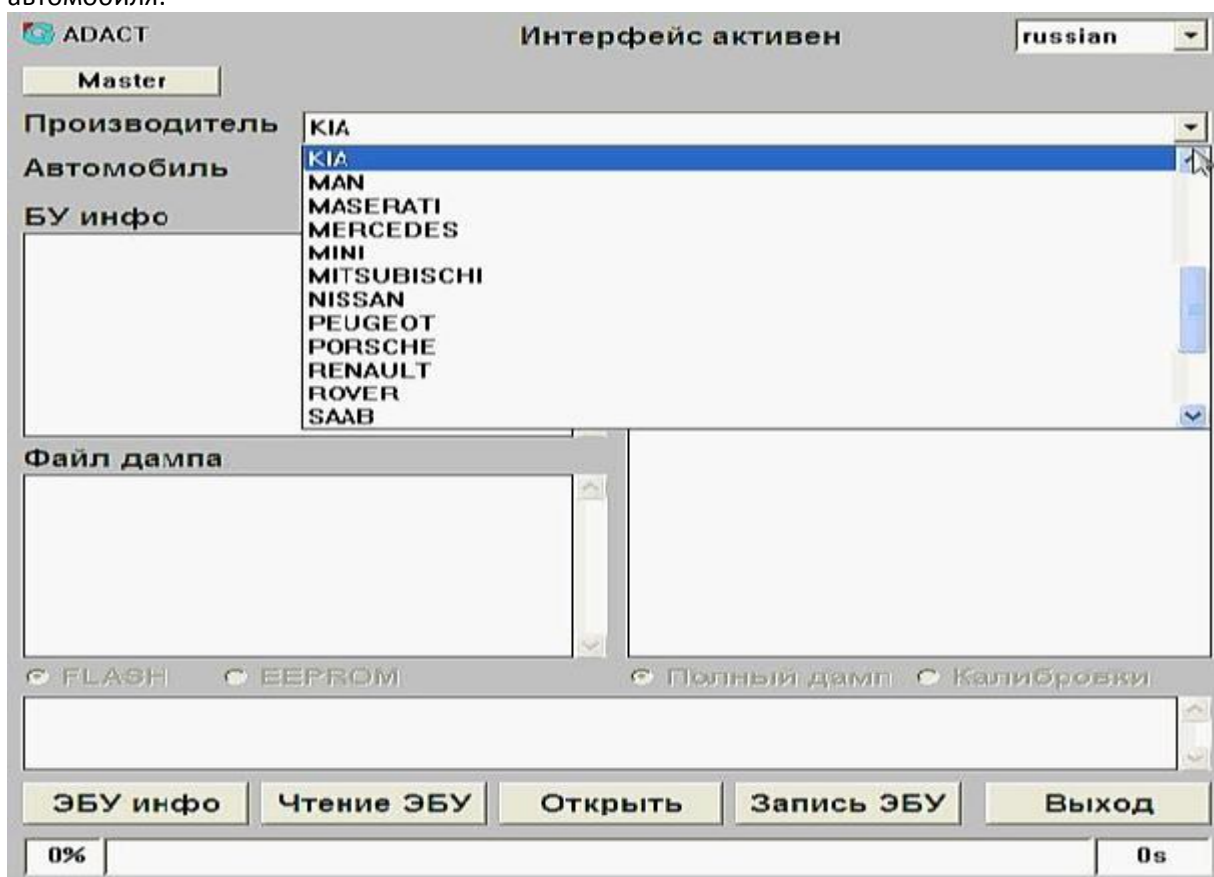 автомобиля.
ADACT Интерфейс активен russian
Master
Производитель KIA
Автомобиль
KIA
MAN
MASERATI
БУ инфо
MERCEDES
MINI
MITSUBISCHI
NISSAN
PEUGEOT
PORSCHE
RENAULT
ROVER
SAAB
Файл дампа
FLASH EEPROM Полный дамп Калибровки
ЭБУ инфо Чтение ЭБУ Открыть Запись ЭБУ Выход
0% 0s